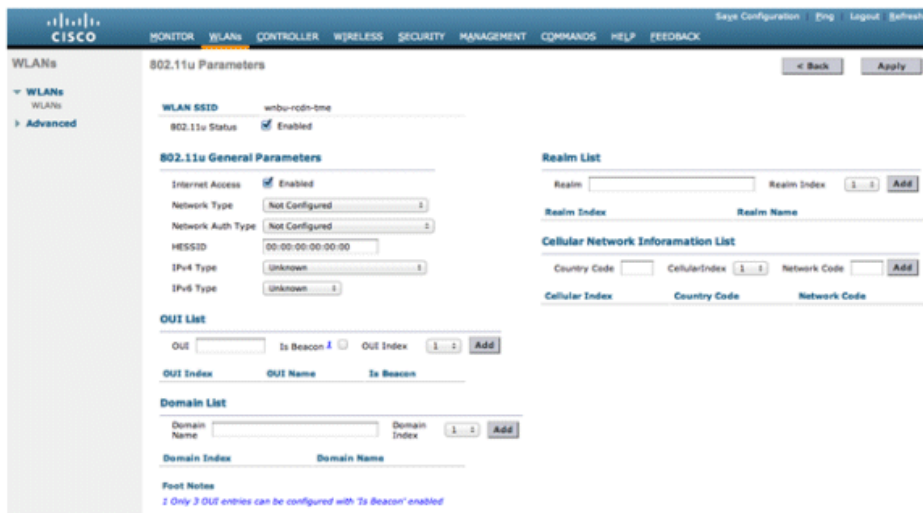 Save Configuration Ping Logout Refresh
CISCO
MONITOR WLANs CONTROLLER WIRELESS SECURITY MANAGEMENT COMMANDS HELP FEEDBACK
WLANs
WLANs
WLANs
Advanced
802.11u Parameters
< Back
Apply
WLAN SSID wnbu-rcdn-tme
802.11u Status Enabled
802.11u General Parameters
Internet Access Enabled
Network Type Not Configured
Network Auth Type Not Configured
HESSID 00:00:00:00:00:00
IPv4 Type Unknown
IPv6 Type Unknown
OUI List
OUI Is Beacon 1 OUI Index 1 Add
OUI Index OUI Name Is Beacon
Domain List
Domain Name Domain Index 1 Add
Domain Index Domain Name
Foot Notes
1 Only 3 OUI entries can be configured with 'Is Beacon' enabled
Realm List
Realm Realm Index 1 Add
Realm Index Realm Name
Cellular Network Inforamation List
Country Code CellularIndex 1 Network Code Add
Cellular Index Country Code Network Code